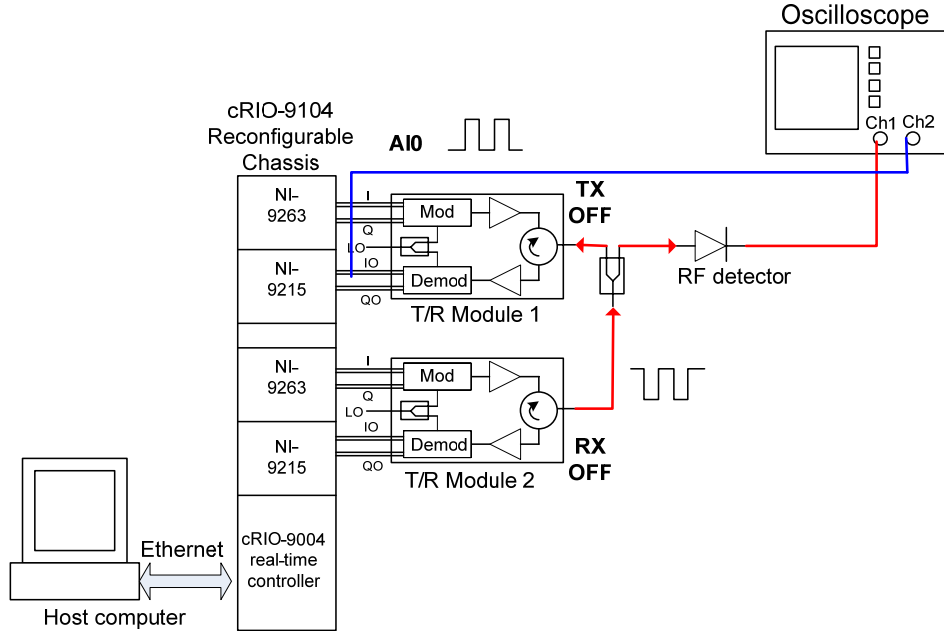 Oscilloscope
Ch1
Ch2
cRIO-9104
Reconfigurable
Chassis
AI0
NI-
9263
I
Q
LO
IO
QO
Mod
Demod
TX
OFF
RF detector
NI-
9215
T/R Module 1
NI-
9263
I
Q
LO
IO
QO
Mod
Demod
RX
OFF
NI-
9215
T/R Module 2
cRIO-9004
real-time
controller
Ethernet
Host computer